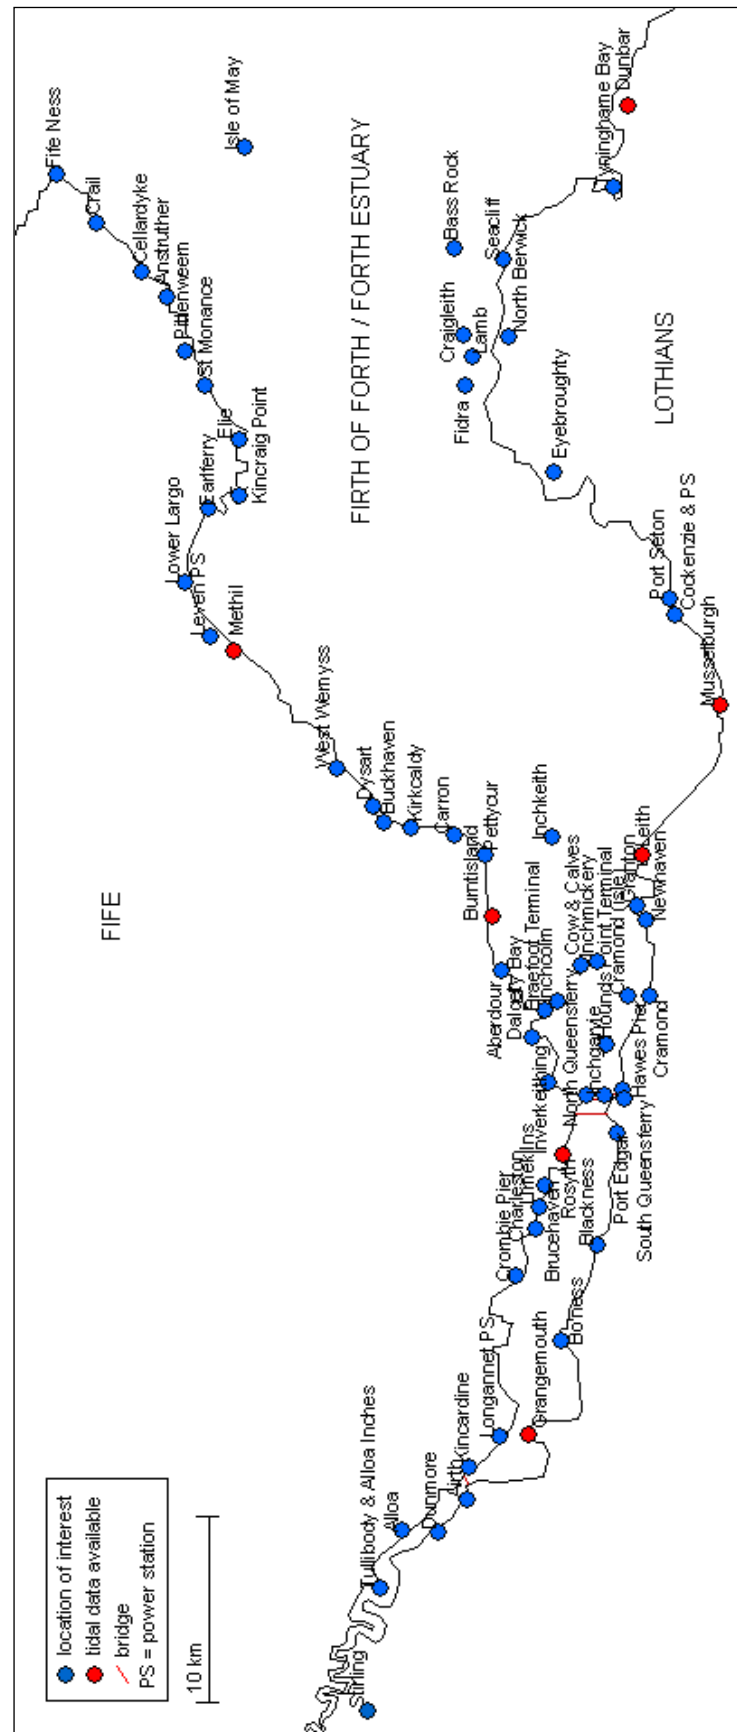 location of interest
tidal data available
bridge
PS = power station
10 km
FIFE
FIRTH OF FORTH / FORTH ESTUARY
LOTHIANS
Stirling
Tullibody & Alloa Inches
Alloa
Dunmore
Airth
Kincardine
Longannet PS
Grangemouth
Bo'ness
Crombie Pier
Charleston
Limekilns
Brucehaven
Rosyth
Blackness
Port Edgar
South Queensferry
Inverkeithing
North Queensferry
Inchgarvie
Hawes Pier
Hounds Point Terminal
Dalgety Bay
Braefoot Terminal
Inchcolm
Aberdour
Cow & Calves
Inchmickery
Cramond Isle
Cramond
Granton
Newhaven
Leith
Burntisland
Pettycur
Inchkeith
Carron
Kirkcaldy
Buckhaven
Dysart
West Wemyss
Methill
Leven PS
Lower Largo
Earlferry
Kincraig Point
Elie
St Monance
Pittenweem
Anstruther
Cellardyke
Crail
Fife Ness
Isle of May
Musselburgh
Cockenzie & PS
Port Seton
Eyebroughty
Fidra
Lamb
Craigleith
North Berwick
Bass Rock
Seacliff
Tyninghame Bay
Dunbar